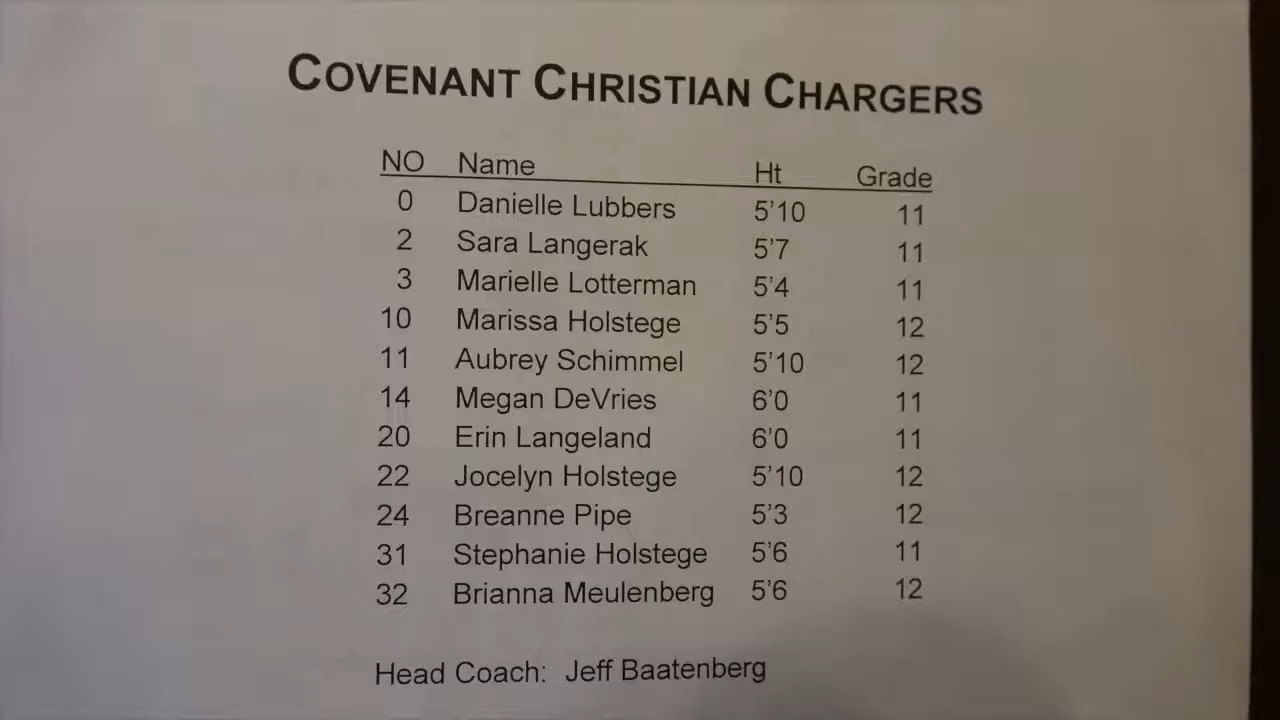 COVENANT CHRISTIAN CHARGERS
NO Name Ht Grade
0 Danielle Lubbers 5'10 11
2 Sara Langerak 5'7 11
3 Marielle Lotterman 5'4 11
10 Marissa Holstege 5'5 12
11 Aubrey Schimmel 5'10 12
14 Megan DeVries 6'0 11
20 Erin Langeland 6'0 11
22 Jocelyn Holstege 5'10 12
24 Breanne Pipe 5'3 12
31 Stephanie Holstege 5'6 11
32 Brianna Meulenberg 5'6 12
Head Coach: Jeff Baatenberg